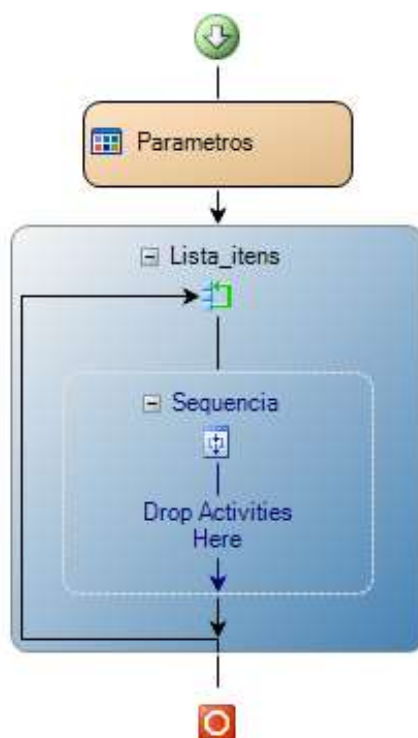 Parametros
Lista_itens
Sequencia
Drop Activities
Here